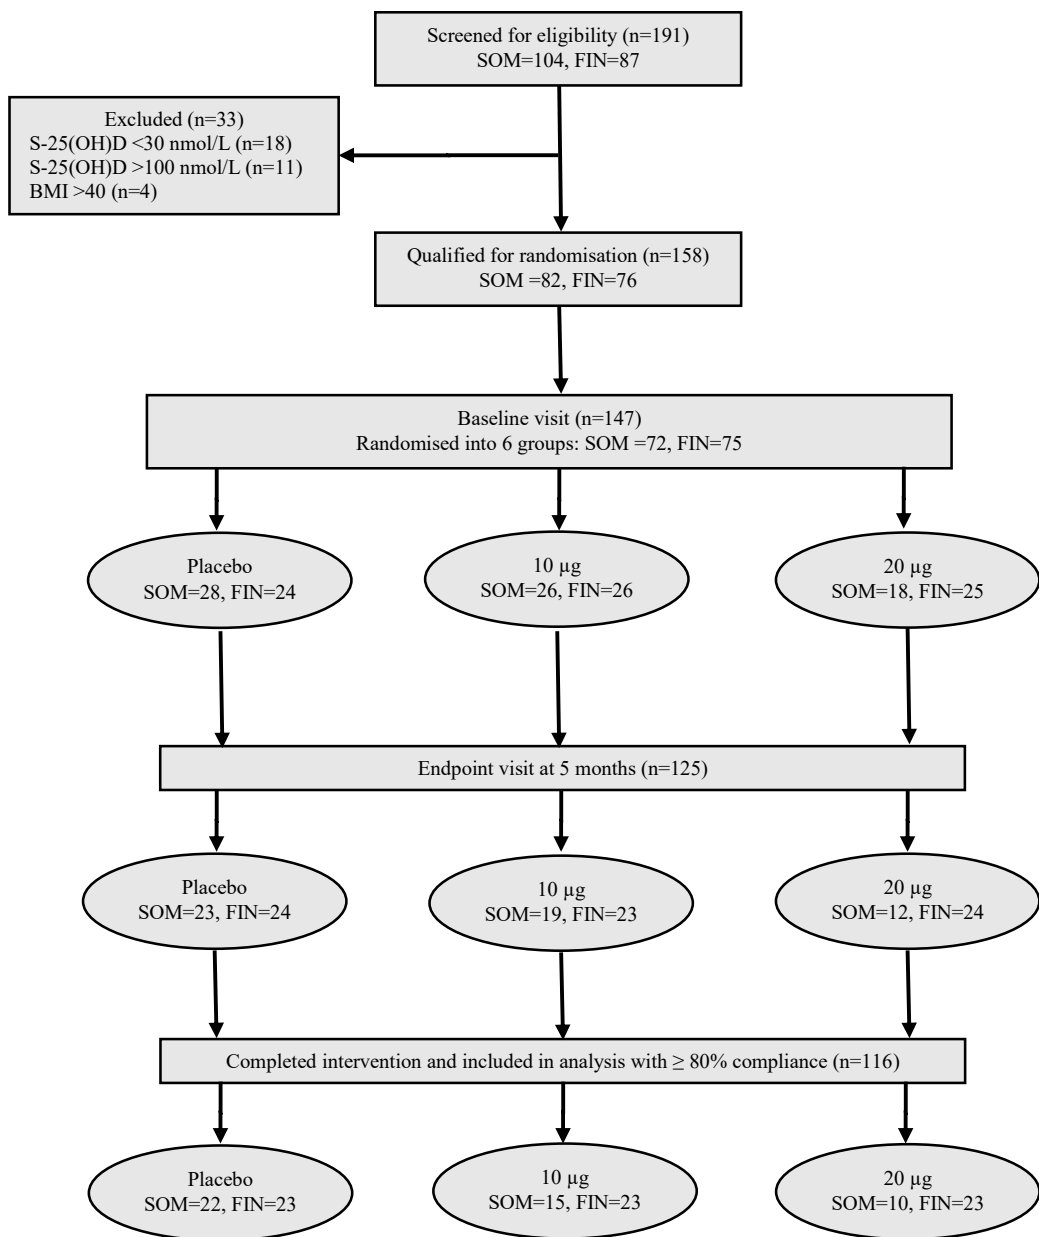 Screened for eligibility (n=191)
SOM=104, FIN=87
Excluded (n=33)
S-25(OH)D <30 nmol/L (n=18)
S-25(OH)D >100 nmol/L (n=11)
BMI >40 (n=4)
Qualified for randomisation (n=158)
SOM =82, FIN=76
Baseline visit (n=147)
Randomised into 6 groups: SOM =72, FIN=75
Placebo
SOM=28, FIN=24
10 µg
SOM=26, FIN=26
20 µg
SOM=18, FIN=25
Endpoint visit at 5 months (n=125)
Placebo
SOM=23, FIN=24
10 µg
SOM=19, FIN=23
20 µg
SOM=12, FIN=24
Completed intervention and included in analysis with ≥ 80% compliance (n=116)
Placebo
SOM=22, FIN=23
10 µg
SOM=15, FIN=23
20 µg
SOM=10, FIN=23